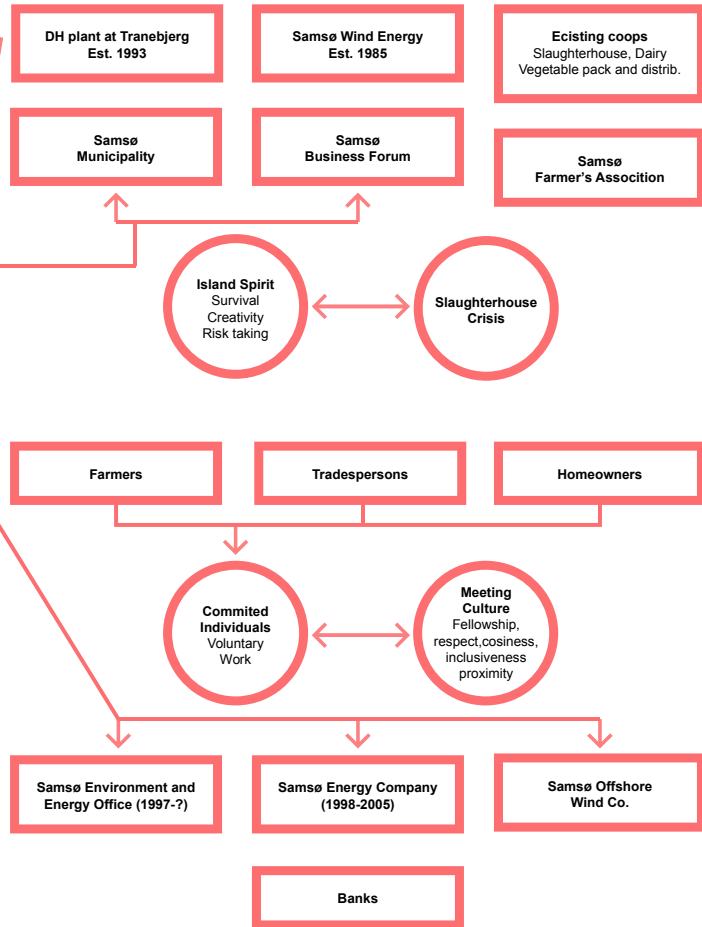 DH plant at Tranebjerg
Est. 1993
Samsø Wind Energy
Est. 1985
Ecisting coops
Slaughterhouse, Dairy
Vegetable pack and distrib.
Samsø
Municipality
Samsø
Business Forum
Samsø
Farmer's Assocition
Island Spirit
Survival
Creativity
Risk taking
Slaughterhouse
Crisis
Farmers
Tradespersons
Homeowners
Commited
Individuals
Voluntary
Work
Meeting
Culture
Fellowship,
respect,cosiness,
inclusiveness
proximity
Samsø Environment and
Energy Office (1997-?)
Samsø Energy Company
(1998-2005)
Samsø Offshore
Wind Co.
Banks